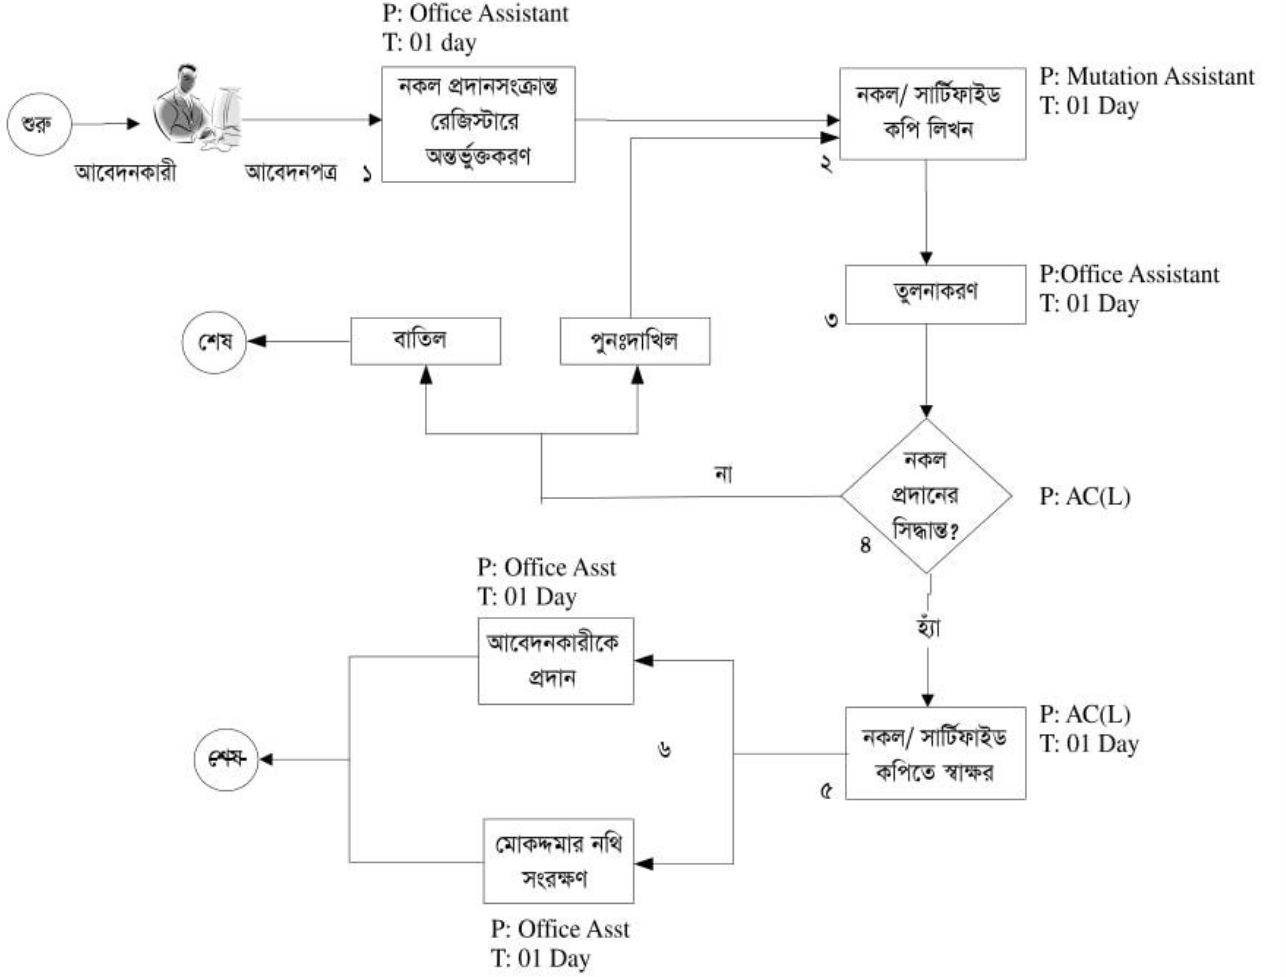 P: Office Assistant
T: 01 day
শুরু
আবেদনকারী
আবেদনপত্র
১
নকল প্রদানসংক্রান্ত
রেজিস্টারে
অন্তর্ভুক্তকরণ
নকল/ সার্টিফাইড
কপি লিখন
২
P: Mutation Assistant
T: 01 Day
তুলনাকরণ
৩
P:Office Assistant
T: 01 Day
শেষ
বাতিল
পুনঃদাখিল
না
নকল
প্রদানের
সিদ্ধান্ত?
৪
P: AC(L)
হ্যাঁ
নকল/ সার্টিফাইড
কপিতে স্বাক্ষর
৫
P: AC(L)
T: 01 Day
P: Office Asst
T: 01 Day
আবেদনকারীকে
প্রদান
৬
শেষ
মোকদ্দমার নথি
সংরক্ষণ
P: Office Asst
T: 01 Day